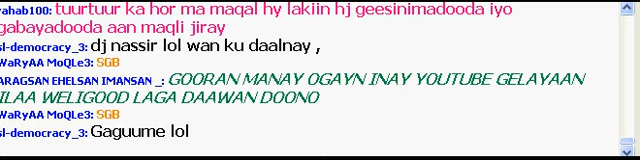 rahab100: tuurtuur ka hor ma maqal hy lakiin hj geesinimadooda iyo
gabayadooda aan maqli jiray
sl-democracy_3: dj nassir lol wan ku daalnay ,
WaRyAA MoQLe3: SGB
ARAGSAN EHELSAN IMANSAN _: GOORAN MANAY OGAYN INAY YOUTUBE GELAYAAN
ILAA WELIGOOD LAGA DAAWAN DOONO
WaRyAA MoQLe3: SGB
sl-democracy_3: Gaguume lol